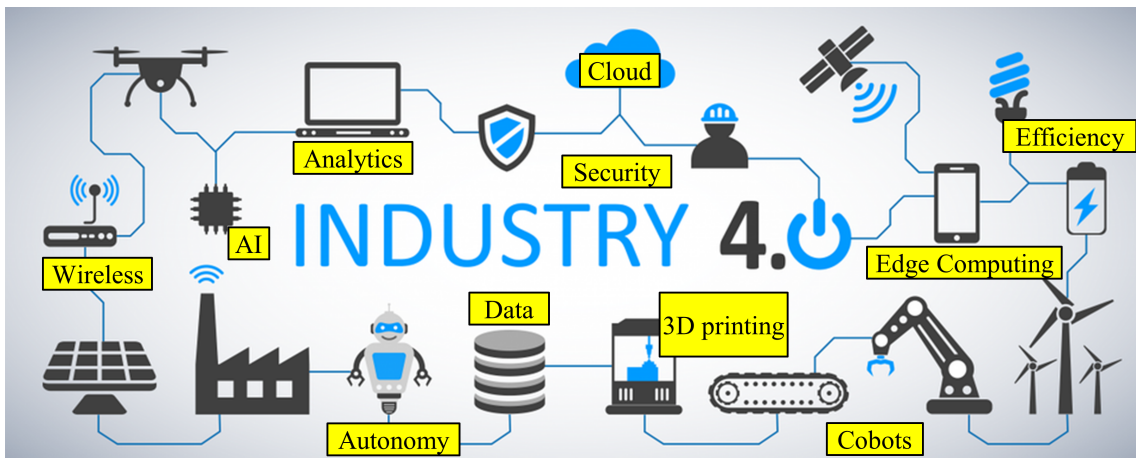 Cloud
Analytics
Security
Efficiency
AI
INDUSTRY 4.0
Wireless
Edge Computing
Data
3D printing
Autonomy
Cobots